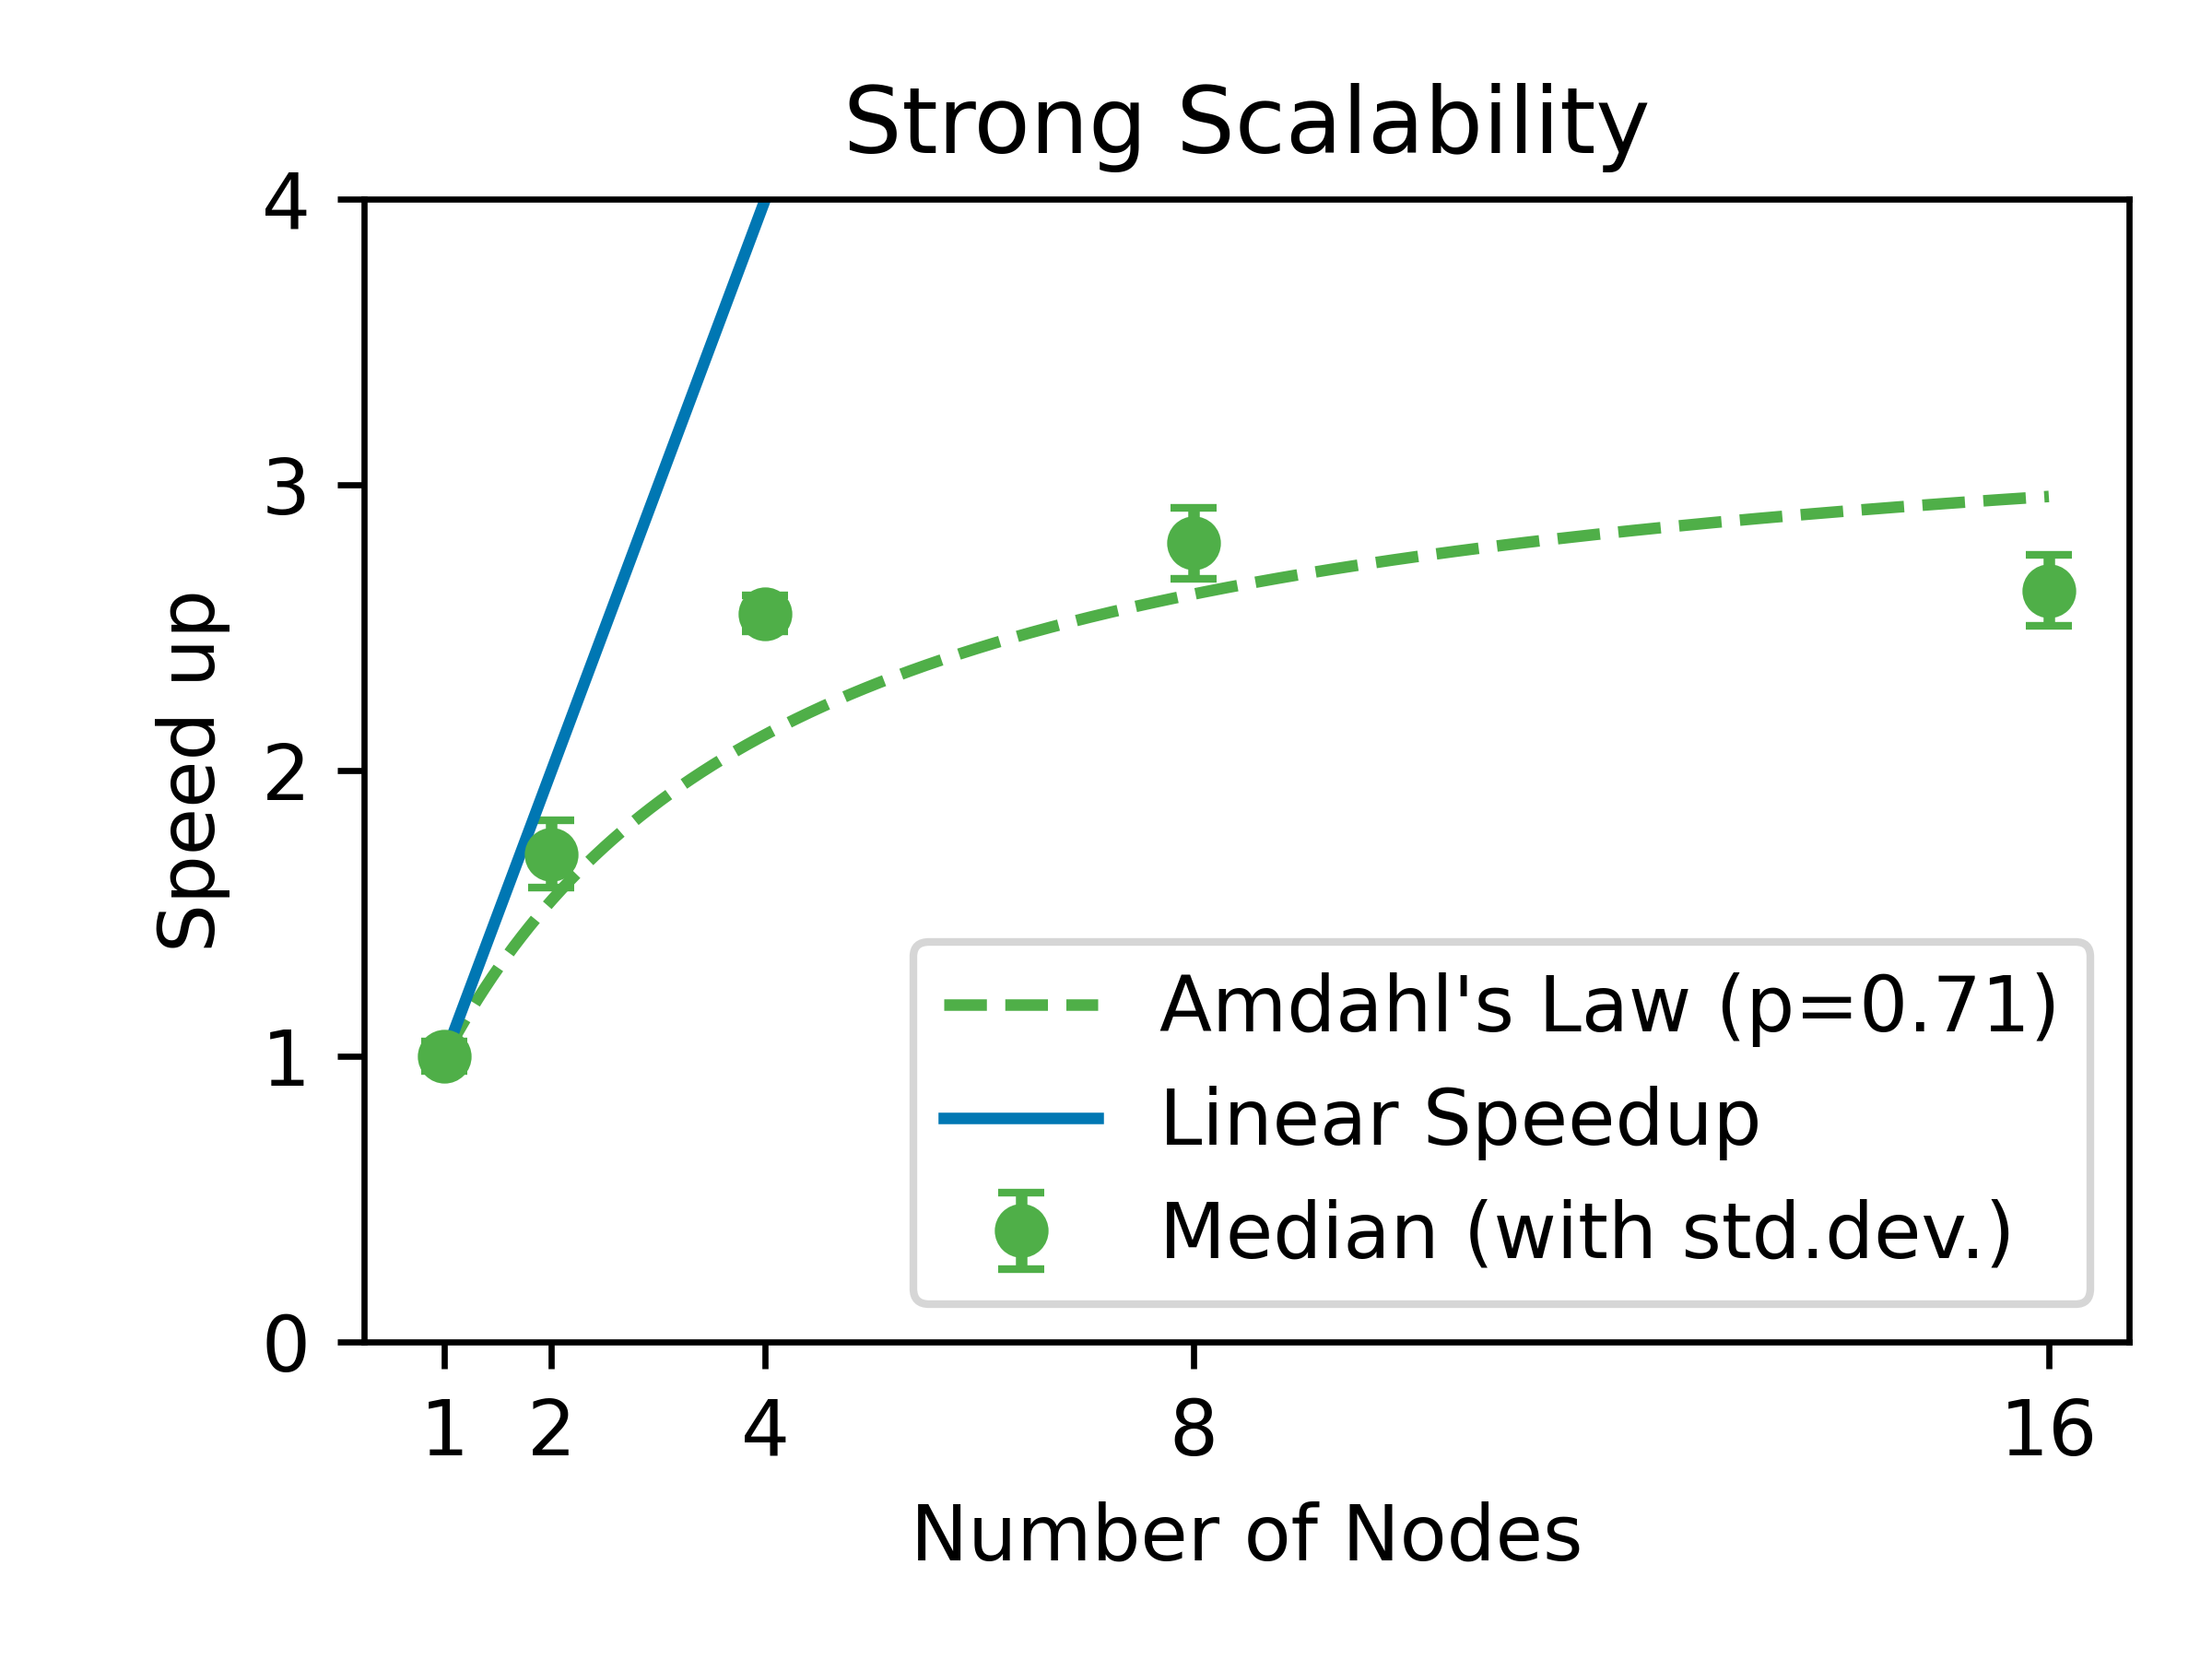 Strong Scalability
4
3
2
1
0
Speed up
Amdahl's Law (p=0.71)
Linear Speedup
Median (with std.dev.)
1 2 4 8 16
Number of Nodes